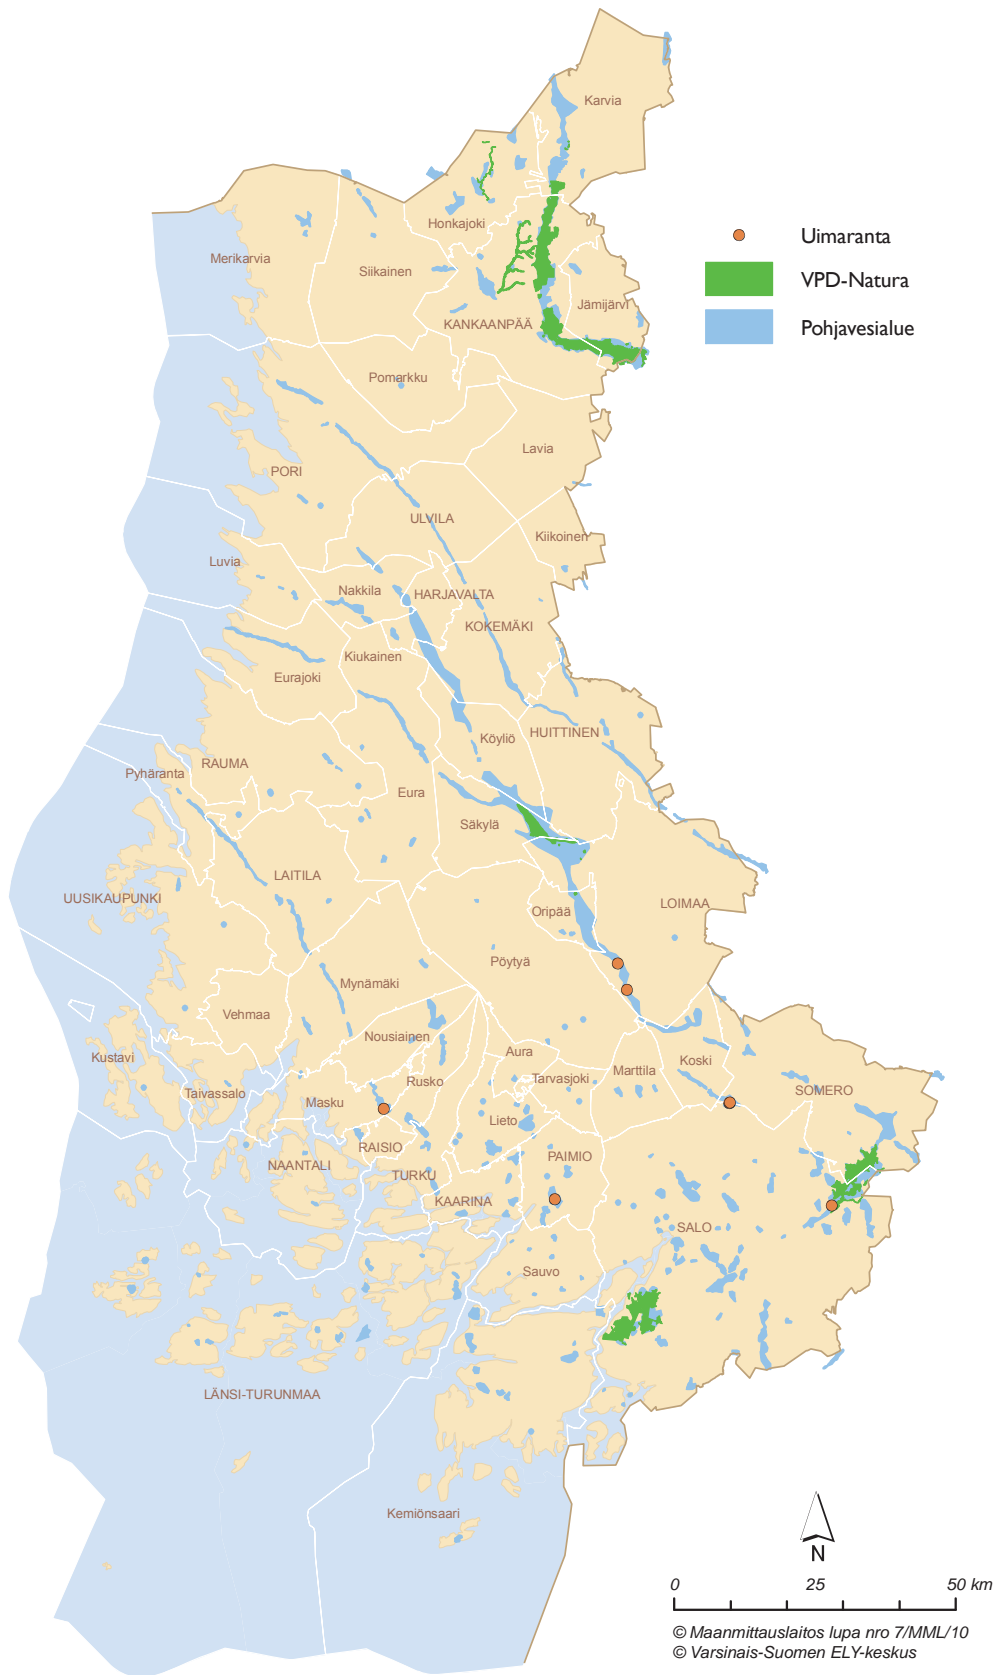 Karvia
Uimaranta
Honkajoki
Merikarvia
VPD-Natura
Siikainen
Jämijärvi
KANKAANPÄÄ
Pohjavesialue
Pomarkku
Lavia
PORI
ULVILA
Kiikoinen
Luvia
Nakkila
HARJAVALTA
KOKEMÄKI
Kiukainen
Eurajoki
HUITTINEN
Köyliö
RAUMA
Pyhäranta
Eura
Säkylä
LAITILA
UUSIKAUPUNKI
LOIMAA
Oripää
Pöytyä
Mynämäki
Vehmaa
Nousiainen
Aura
Kustavi
Koski
Marttila
Tarvasjoki
Rusko
SOMERO
Taivassalo
Masku
Lieto
RAISIO
PAIMIO
NAANTALI
TURKU
KAARINA
SALO
Sauvo
LÄNSI-TURUNMAA
Kemiönsaari
N
0 25 50 km
© Maanmittauslaitos lupa nro 7/MML/10
© Varsinais-Suomen ELY-keskus